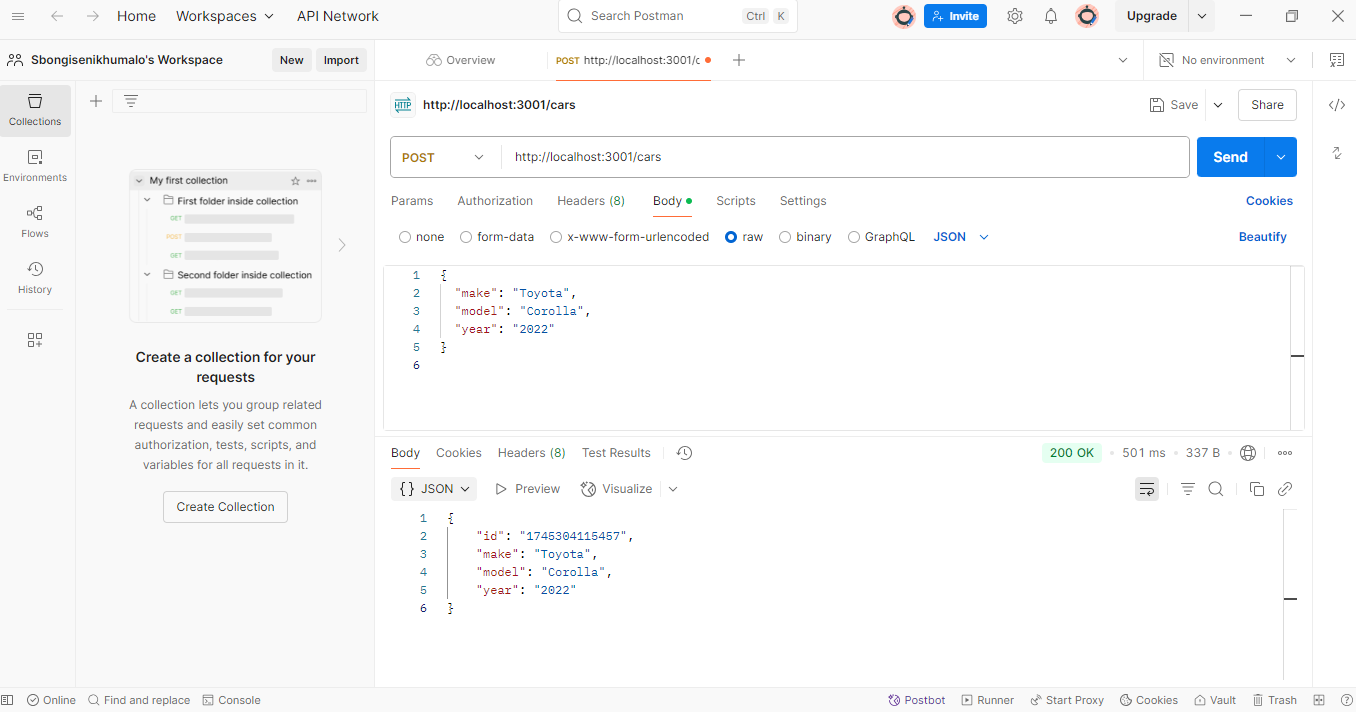 Home Workspaces API Network Search Postman Ctrl K Invite Upgrade
Sbongisenikhumalo's Workspace New Import Overview POST http://localhost:3001/c No environment
Collections
Environments
Flows
History
My first collection
First folder inside collection
GET
POST
GET
Second folder inside collection
GET
GET
Create a collection for your
requests
A collection lets you group related
requests and easily set common
authorization, tests, scripts, and
variables for all requests in it.
Create Collection
HTTP http://localhost:3001/cars Save Share
POST http://localhost:3001/cars Send
Params Authorization Headers (8) Body Scripts Settings Cookies
none form-data x-www-form-urlencoded raw binary GraphQL JSON Beautify
1 {
2 "make": "Toyota",
3 "model": "Corolla",
4 "year": "2022"
5 }
6
Body Cookies Headers (8) Test Results 200 OK 501 ms 337 B
{} JSON Preview Visualize
1 {
2 "id": "1745304115457",
3 "make": "Toyota",
4 "model": "Corolla",
5 "year": "2022"
6 }
Online Find and replace Console Postbot Runner Start Proxy Cookies Vault Trash